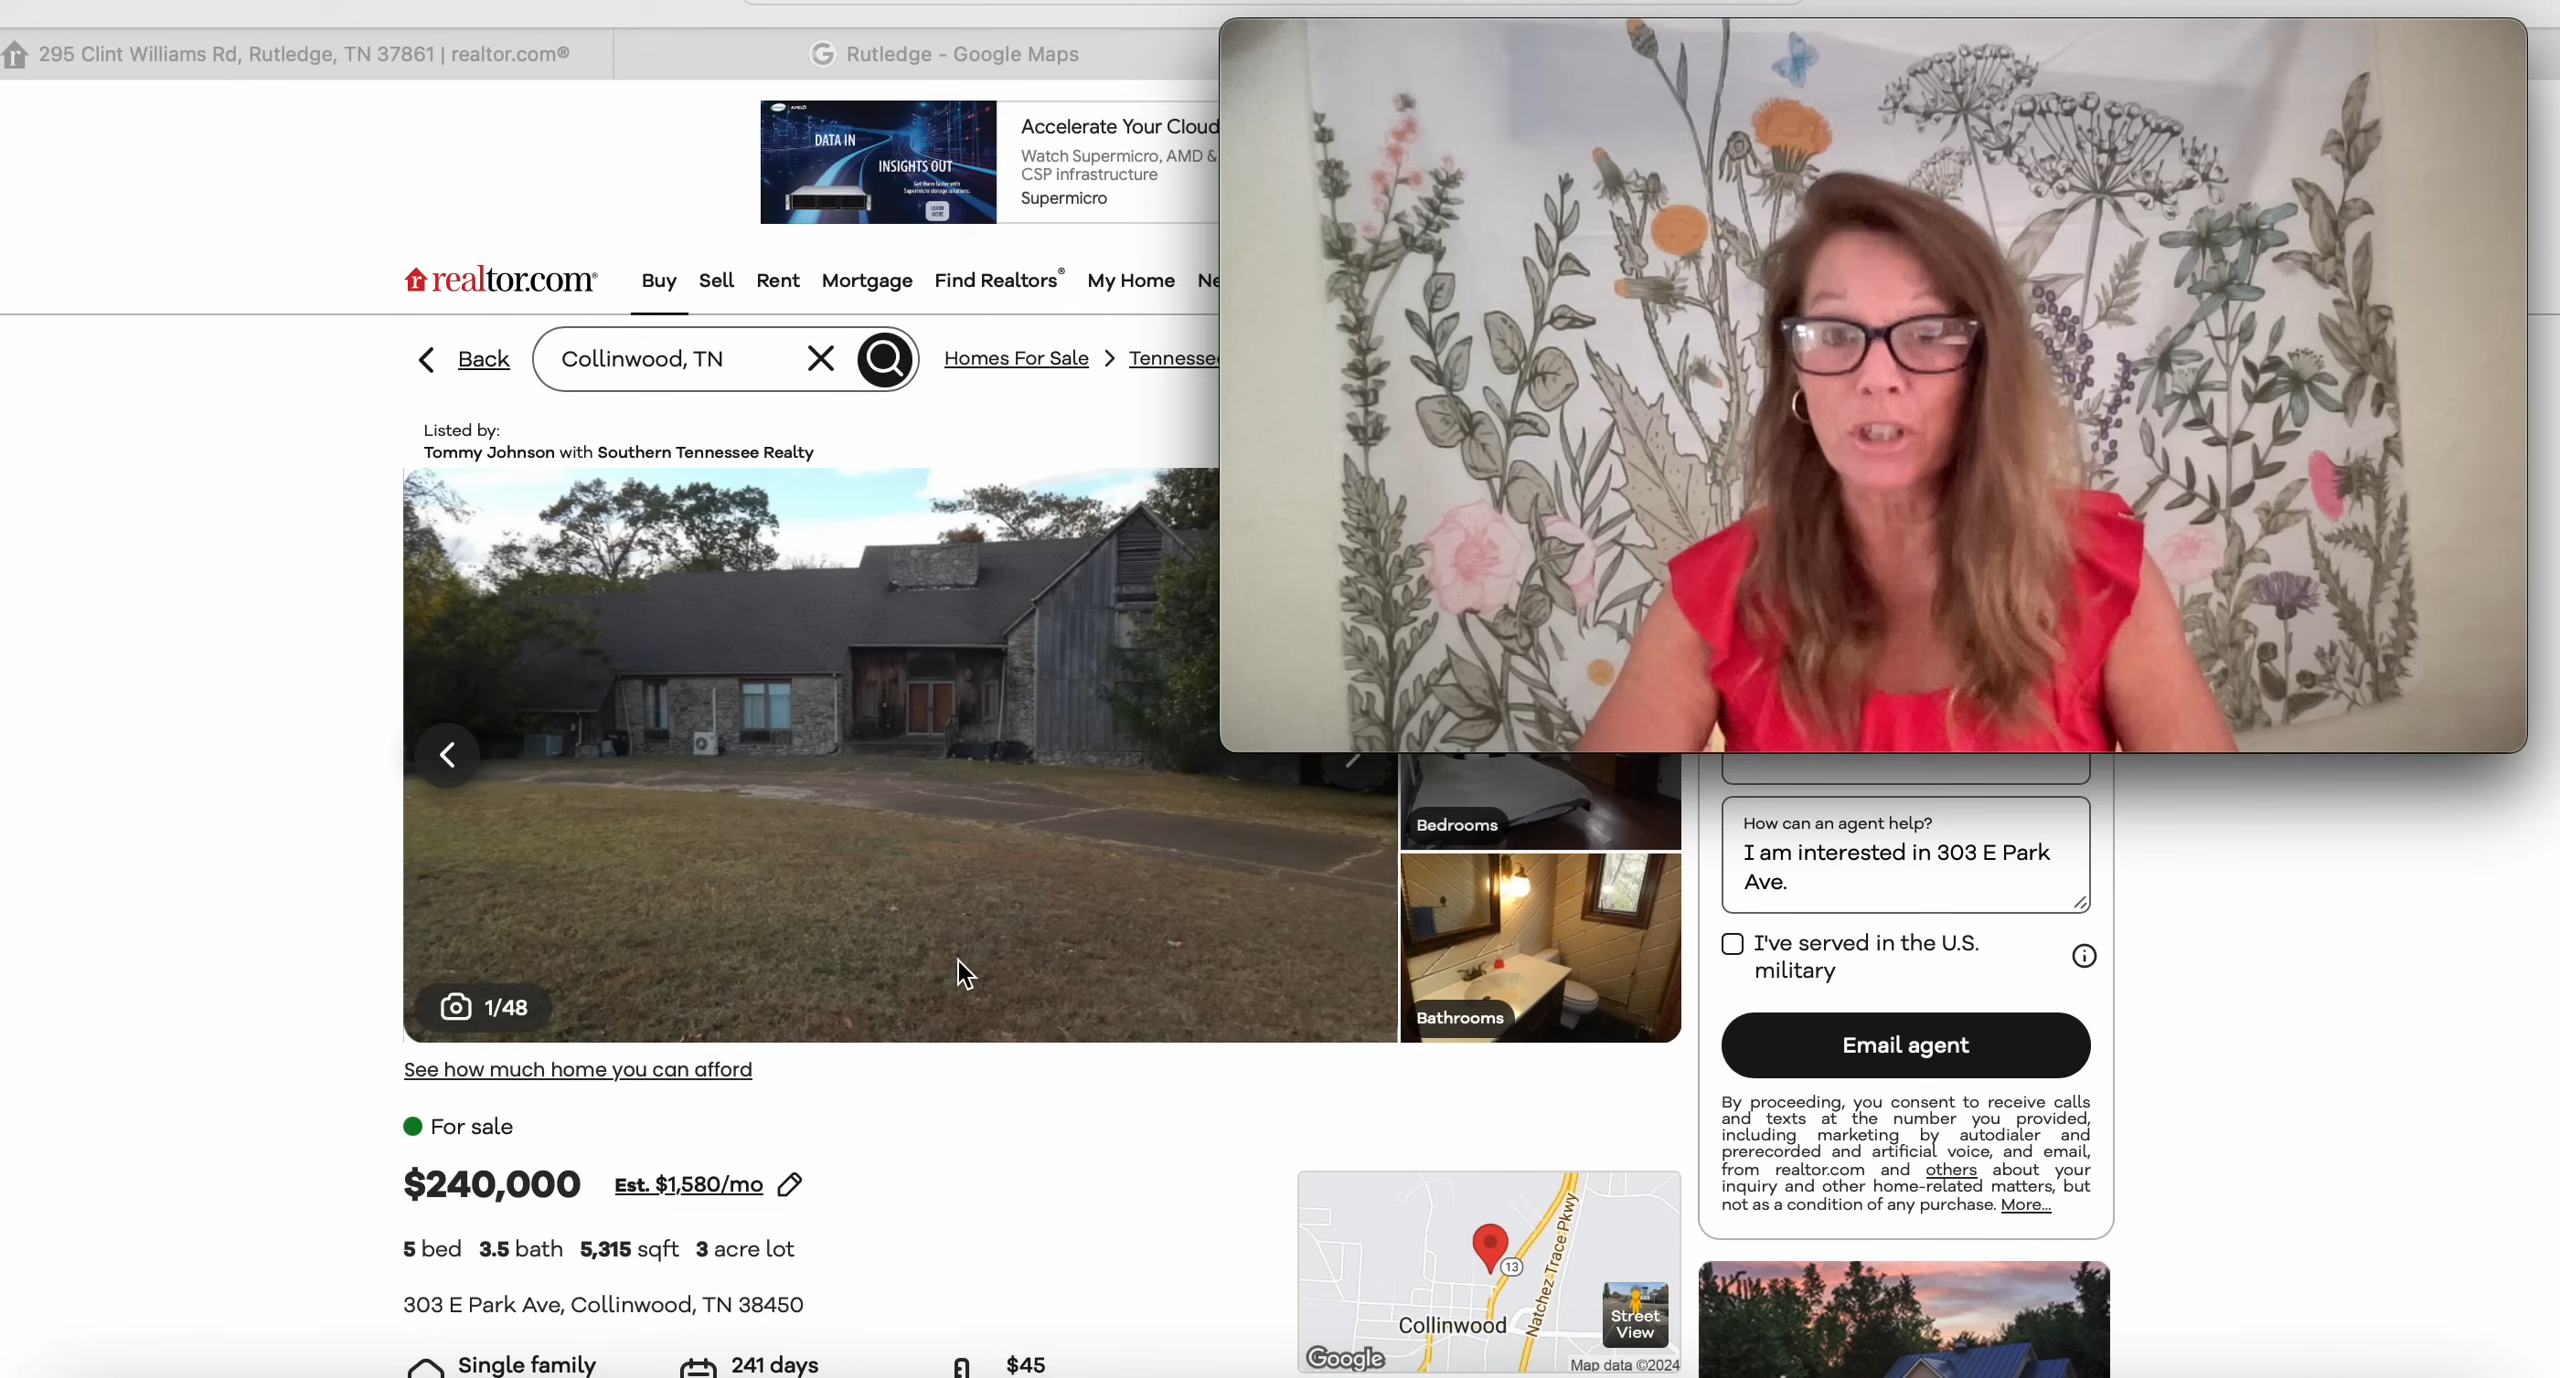 295 Clint Williams Rd, Rutledge, TN 37861 | realtor.com®
Rutledge - Google Maps
DATA IN
INSIGHTS OUT
Accelerate Your Cloud
Watch Supermicro, AMD &
CSP infrastructure
Supermicro
realtor.com®
Buy
Sell
Rent
Mortgage
Find Realtors®
My Home
Ne
Back
Collinwood, TN
Homes For Sale
Tennessee
Listed by:
Tommy Johnson with Southern Tennessee Realty
Bedrooms
Bathrooms
1/48
How can an agent help?
I am interested in 303 E Park
Ave.
I've served in the U.S.
military
Email agent
By proceeding, you consent to receive calls
and texts at the number you provided,
including marketing by autodialer and
prerecorded and artificial voice, and email,
from realtor.com and others about your
inquiry and other home-related matters, but
not as a condition of any purchase. More...
See how much home you can afford
For sale
$240,000
Est. $1,580/mo
5 bed 3.5 bath 5,315 sqft 3 acre lot
303 E Park Ave, Collinwood, TN 38450
Single family
241 days
$45
Natchez Trace Pkwy
13
Collinwood
Street
View
Google
Map data ©2024